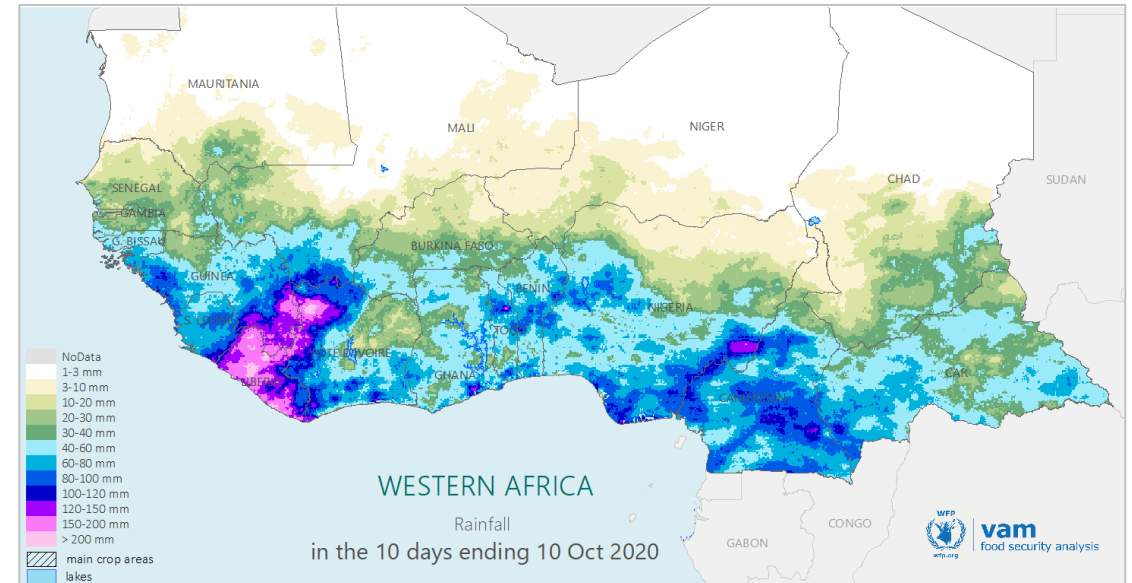 MAURITANIA
MALI
NIGER
CHAD
SUDAN
SENEGAL
GAMBIA
G. BISSAU
BURKINA FASO
GUINEA
BENIN
NIGERIA
TOGO
GHANA
CAMEROON
CAR
CONGO
GABON
NoData
1-3 mm
3-10 mm
10-20 mm
20-30 mm
30-40 mm
40-60 mm
60-80 mm
80-100 mm
100-120 mm
120-150 mm
150-200 mm
> 200 mm
main crop areas
lakes
WESTERN AFRICA
Rainfall
in the 10 days ending 10 Oct 2020
WFP
wfp.org
vam
food security analysis